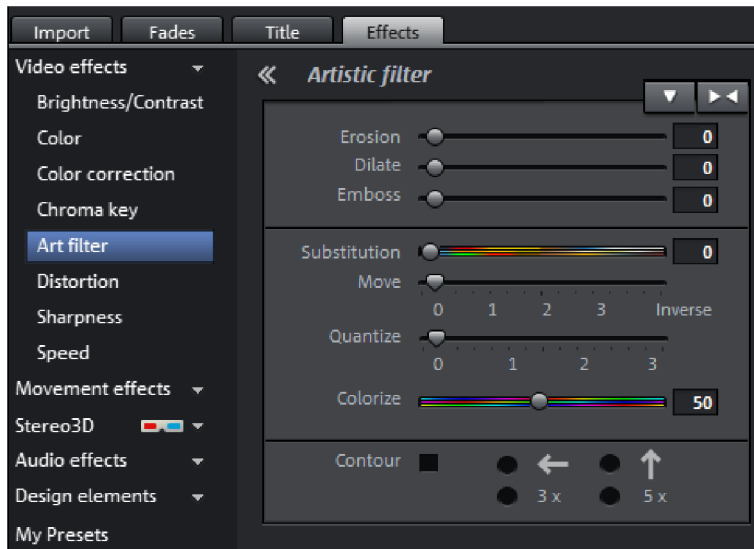 Import
Fades
Title
Effects
Video effects
Brightness/Contrast
Color
Color correction
Chroma key
Art filter
Distortion
Sharpness
Speed
Movement effects
Stereo3D
Audio effects
Design elements
My Presets
Artistic filter
Erosion 0
Dilate 0
Emboss 0
Substitution 0
Move
0 1 2 3 Inverse
Quantize
0 1 2 3
Colorize 50
Contour
3 x 5 x